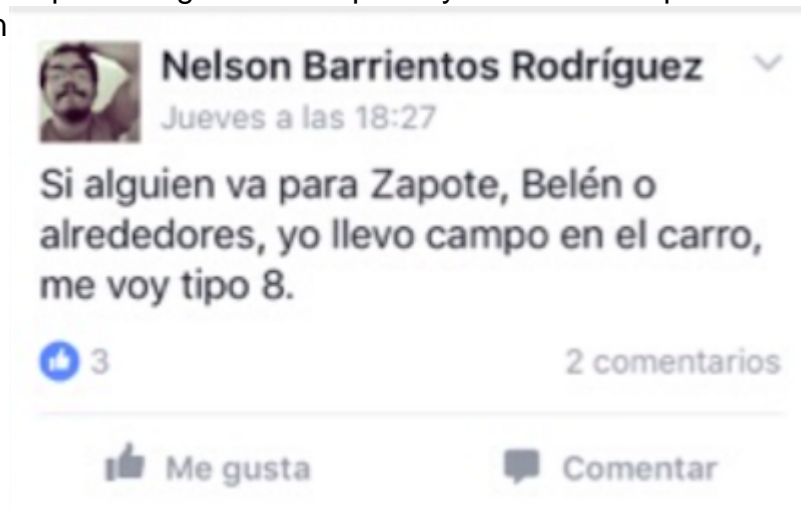 n
Nelson Barrientos Rodríguez
Jueves a las 18:27
Si alguien va para Zapote, Belén o
alrededores, yo llevo campo en el carro,
me voy tipo 8.
3 2 comentarios
Me gusta Comentar